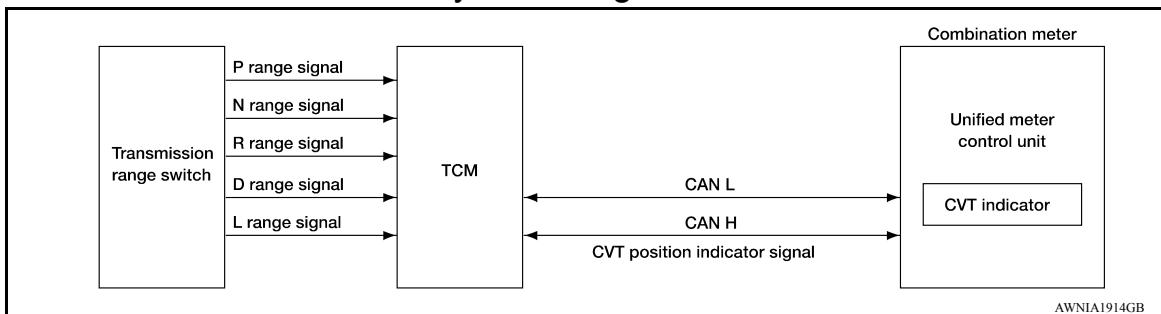 Combination meter
P range signal
N range signal
R range signal
D range signal
L range signal
Transmission
range switch
TCM
CAN L
CAN H
CVT position indicator signal
Unified meter
control unit
CVT indicator
AWNIA1914GB